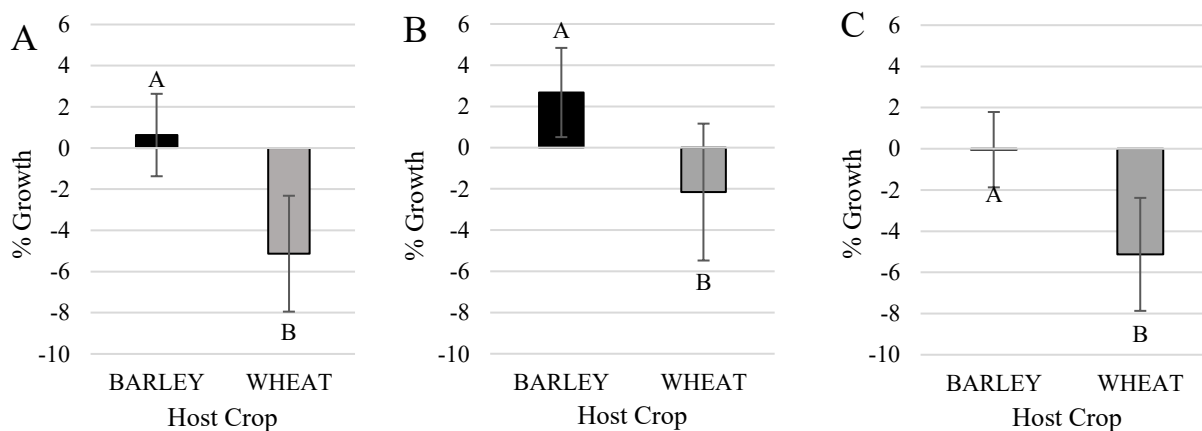 A
6
4
2
0
-2
-4
-6
-8
-10
% Growth
A
B
BARLEY WHEAT
Host Crop
B
6
4
2
0
-2
-4
-6
-8
-10
% Growth
A
B
BARLEY WHEAT
Host Crop
C
6
4
2
0
-2
-4
-6
-8
-10
% Growth
A
B
BARLEY WHEAT
Host Crop